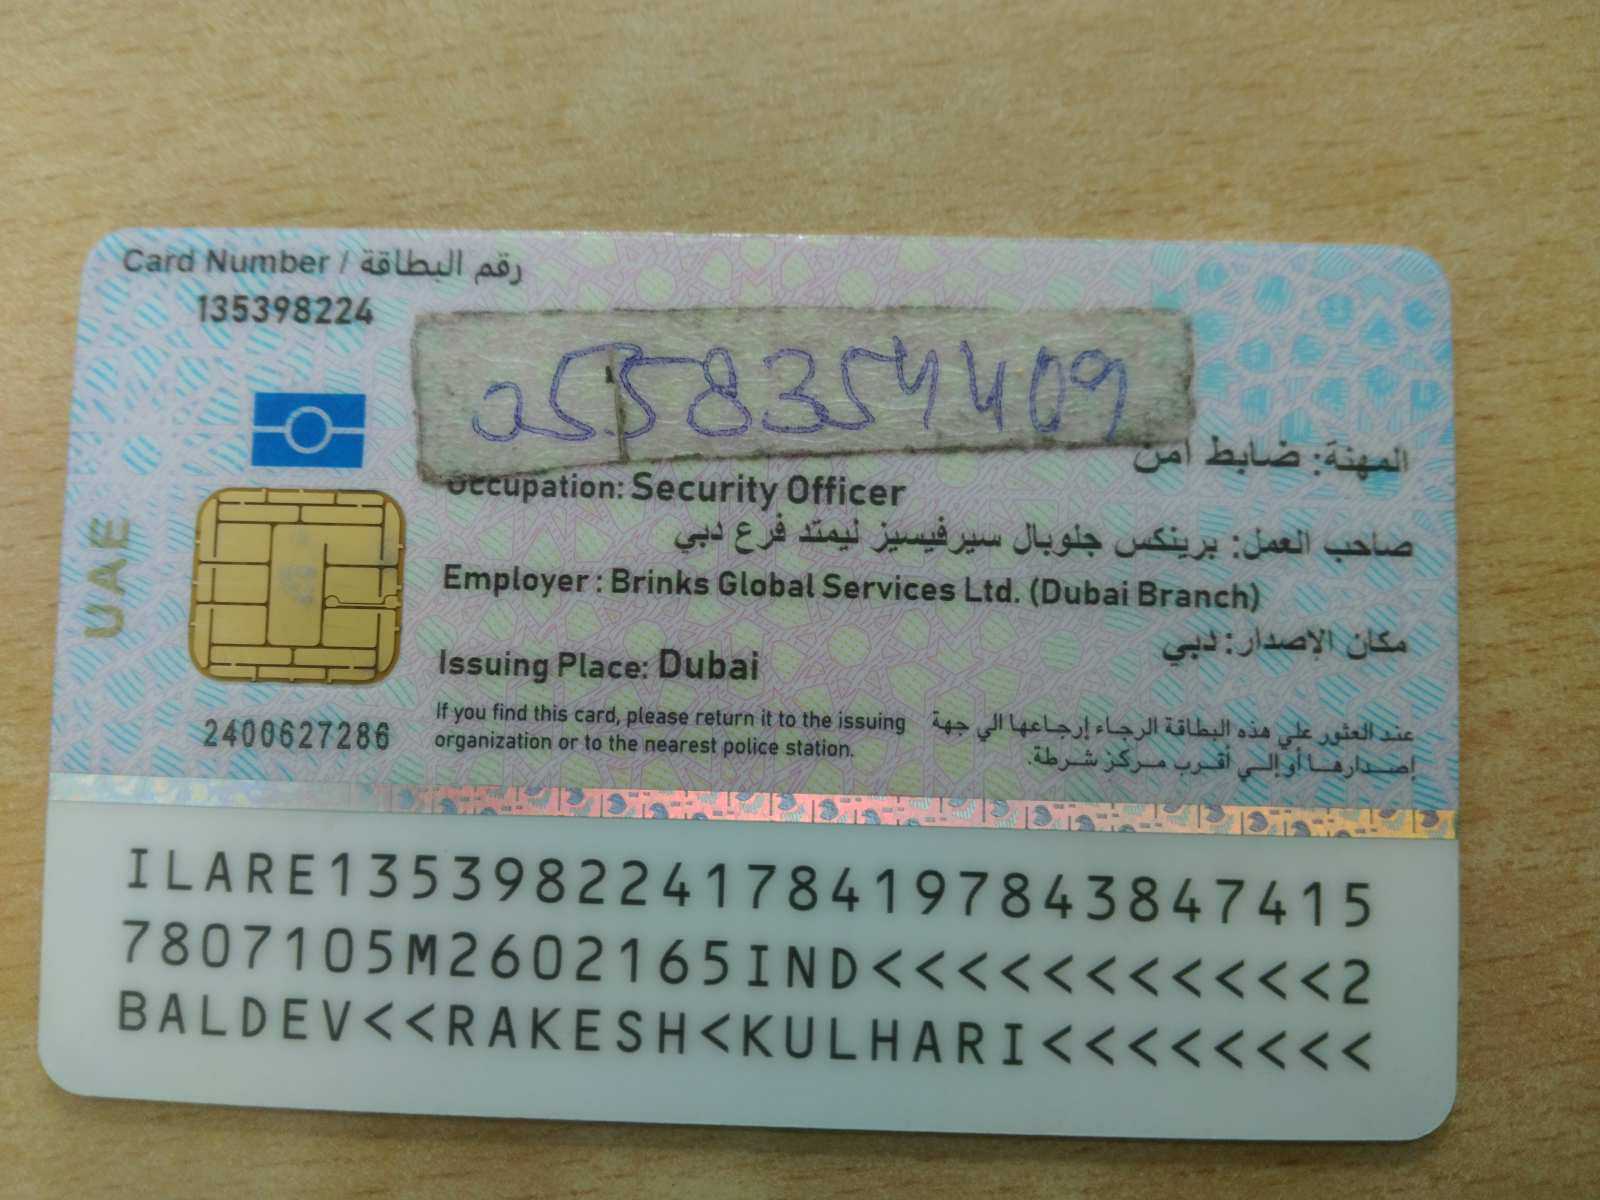 Card Number / رقم البطاقة
135398224
0558354409
المهنة: ضابط امن
Occupation: Security Officer
صاحب العمل: برينكس جلوبال سيرفيسيز ليمتد فرع دبي
Employer : Brinks Global Services Ltd. (Dubai Branch)
مكان الإصدار: دبي
Issuing Place: Dubai
UAE
2400627286
If you find this card, please return it to the issuing
organization or to the nearest police station.
عند العثور علي هذه البطاقة الرجاء إرجاعها الي جهة
إصدارها أو إلي أقرب مركز شرطة.
ILARE1353982241784197843847415
7807105M2602165IND<<<<<<<<<<<2
BALDEV<<RAKESH<KULHARI<<<<<<<<